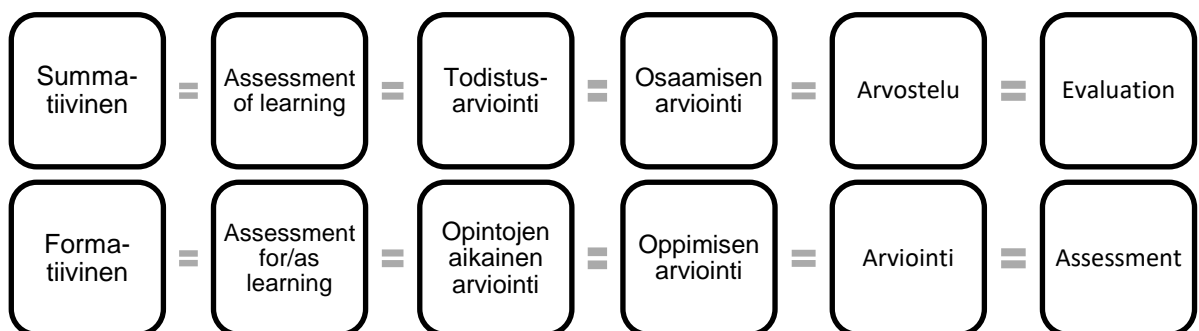 Summa-
tiivinen
=
Assessment
of learning
=
Todistus-
arviointi
=
Osaamisen
arviointi
=
Arvostelu
=
Evaluation
Forma-
tiivinen
=
Assessment
for/as
learning
=
Opintojen
aikainen
arviointi
=
Oppimisen
arviointi
=
Arviointi
=
Assessment